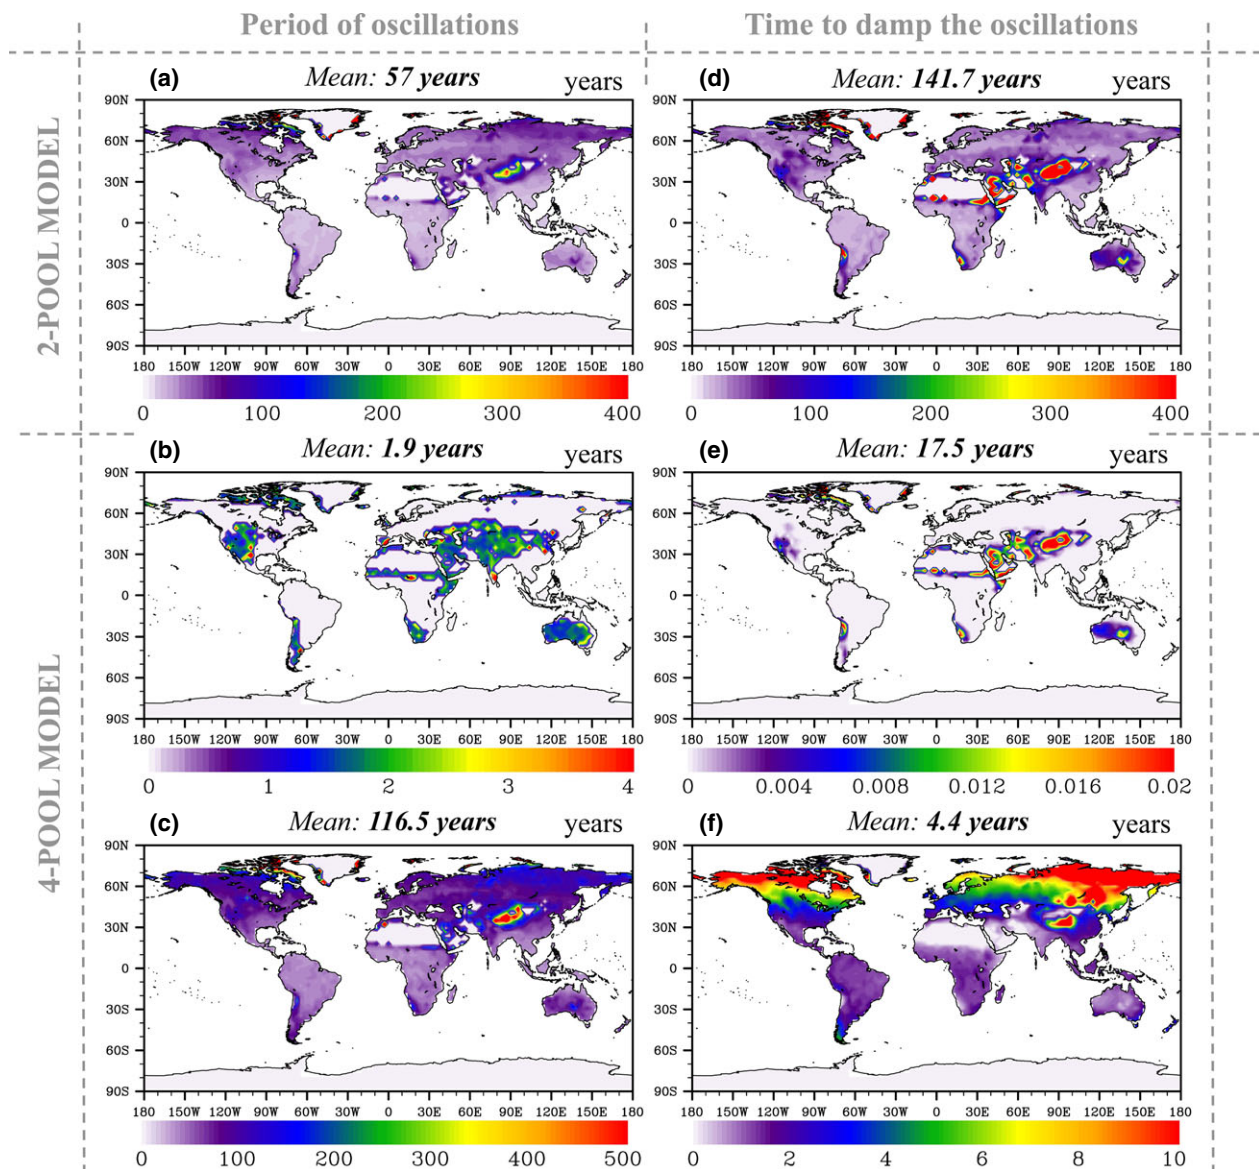 Period of oscillations
Time to damp the oscillations
2-POOL MODEL
(a)
Mean: 57 years
years
90N
60N
30N
0
30S
60S
90S
180 150W 120W 90W 60W 30W 0 30E 60E 90E 120E 150E 180
0 100 200 300 400
(d)
Mean: 141.7 years
years
90N
60N
30N
0
30S
60S
90S
180 150W 120W 90W 60W 30W 0 30E 60E 90E 120E 150E 180
0 100 200 300 400
4-POOL MODEL
(b)
Mean: 1.9 years
years
90N
60N
30N
0
30S
60S
90S
180 150W 120W 90W 60W 30W 0 30E 60E 90E 120E 150E 180
0 1 2 3 4
(e)
Mean: 17.5 years
years
90N
60N
30N
0
30S
60S
90S
180 150W 120W 90W 60W 30W 0 30E 60E 90E 120E 150E 180
0 0.004 0.008 0.012 0.016 0.02
(c)
Mean: 116.5 years
years
90N
60N
30N
0
30S
60S
90S
180 150W 120W 90W 60W 30W 0 30E 60E 90E 120E 150E 180
0 100 200 300 400 500
(f)
Mean: 4.4 years
years
90N
60N
30N
0
30S
60S
90S
180 150W 120W 90W 60W 30W 0 30E 60E 90E 120E 150E 180
0 2 4 6 8 10